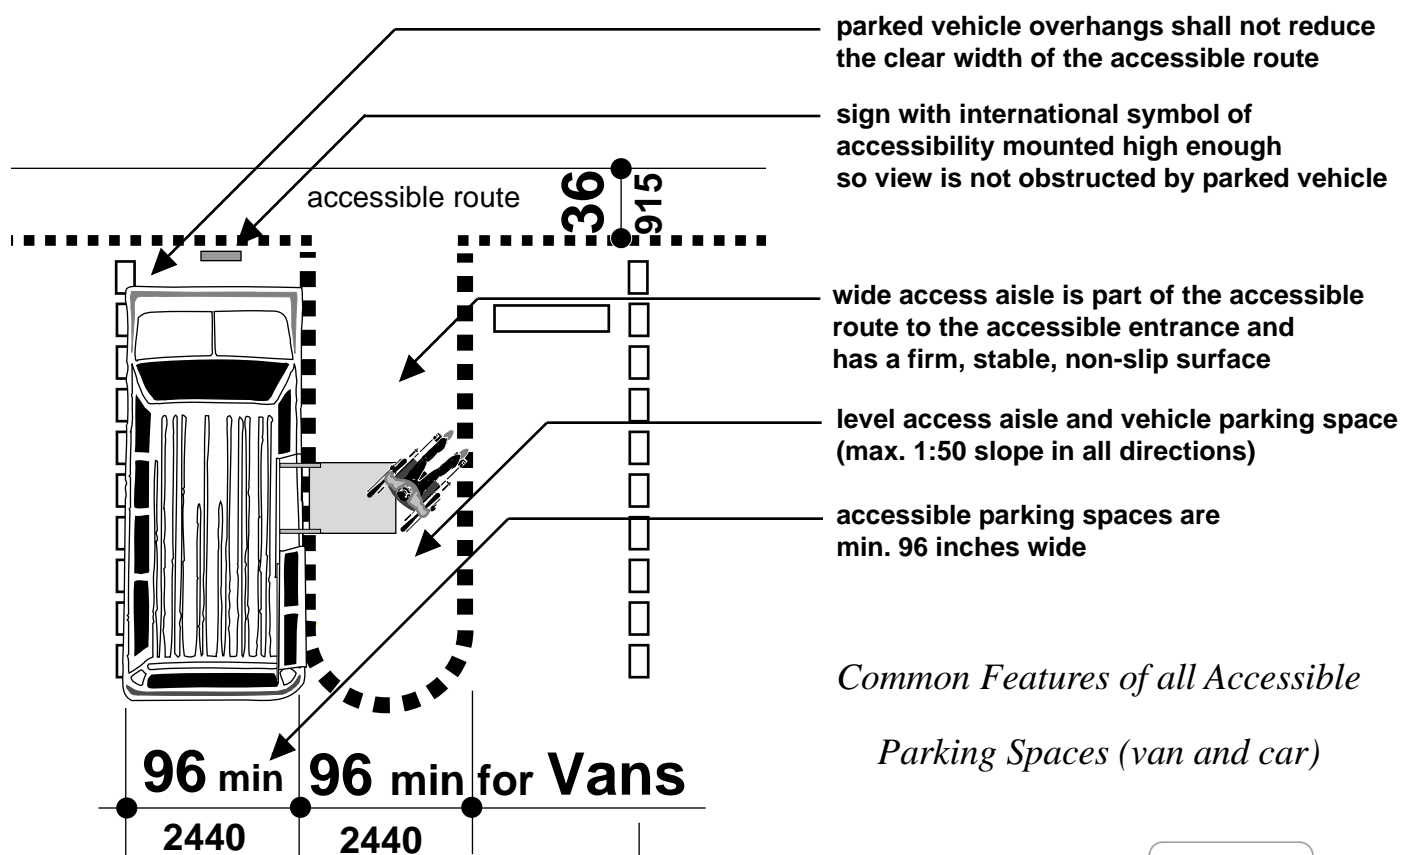 parked vehicle overhangs shall not reduce
the clear width of the accessible route
sign with international symbol of
accessibility mounted high enough
so view is not obstructed by parked vehicle
accessible route
36
915
wide access aisle is part of the accessible
route to the accessible entrance and
has a firm, stable, non-slip surface
level access aisle and vehicle parking space
(max. 1:50 slope in all directions)
accessible parking spaces are
min. 96 inches wide
Common Features of all Accessible
Parking Spaces (van and car)
96 min 96 min for Vans
2440 2440